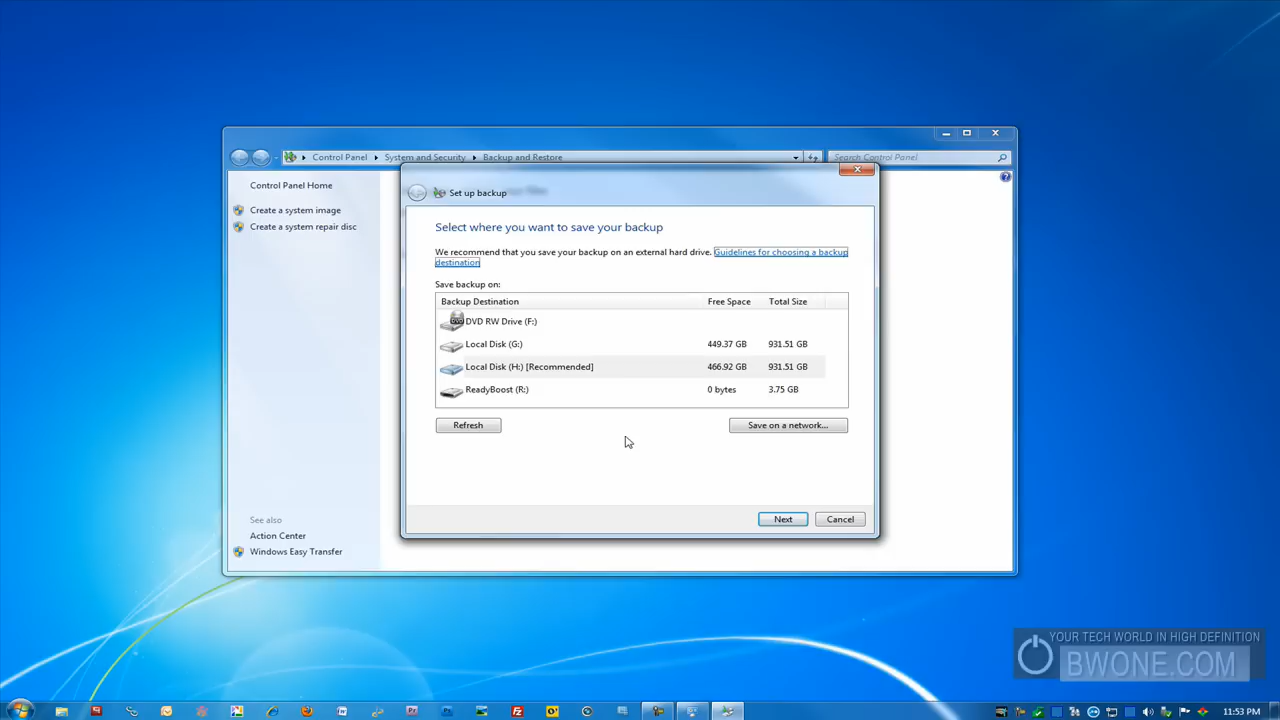 Control Panel
System and Security
Backup and Restore
Search Control Panel
Control Panel Home
Create a system image
Create a system repair disc
See also
Action Center
Windows Easy Transfer
Set up backup
Select where you want to save your backup
We recommend that you save your backup on an external hard drive. Guidelines for choosing a backup
destination
Save backup on:
Backup Destination Free Space Total Size
DVD RW Drive (F:)
Local Disk (G:) 449.37 GB 931.51 GB
Local Disk (H:) [Recommended] 466.92 GB 931.51 GB
ReadyBoost (R:) 0 bytes 3.75 GB
Refresh Save on a network...
Next Cancel
YOUR TECH WORLD IN HIGH DEFINITION
BWONE.COM
11:53 PM